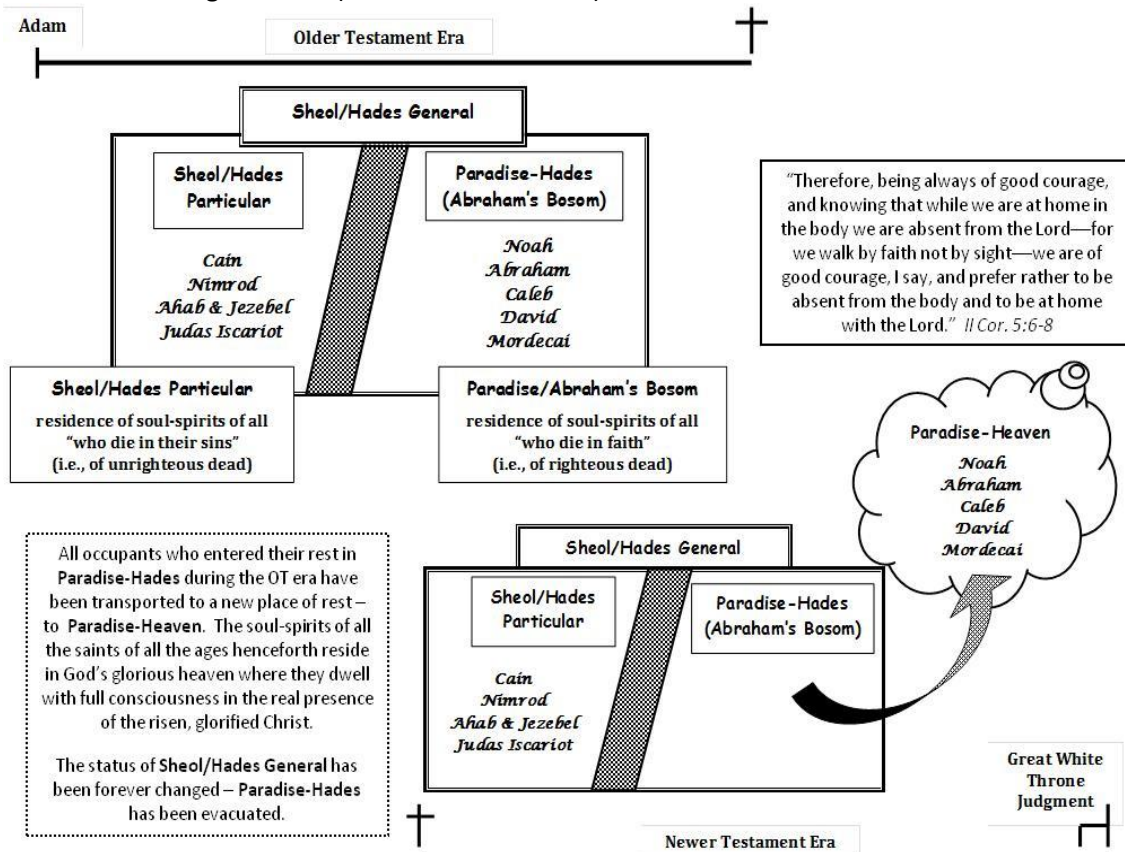 Adam
Older Testament Era
Sheol/Hades General
Sheol/Hades
Particular
Cain
Nimrod
Ahab & Jezebel
Judas Iscariot
Paradise-Hades
(Abraham's Bosom)
Noah
Abraham
Caleb
David
Mordecai
Sheol/Hades Particular
residence of soul-spirits of all
"who die in their sins"
(i.e., of unrighteous dead)
Paradise/Abraham's Bosom
residence of soul-spirits of all
"who die in faith"
(i.e., of righteous dead)
"Therefore, being always of good courage,
and knowing that while we are at home in
the body we are absent from the Lord—for
we walk by faith not by sight—we are of
good courage, I say, and prefer rather to be
absent from the body and to be at home
with the Lord." II Cor. 5:6-8
Paradise-Heaven
Noah
Abraham
Caleb
David
Mordecai
All occupants who entered their rest in
Paradise-Hades during the OT era have
been transported to a new place of rest –
to Paradise-Heaven. The soul-spirits of all
the saints of all the ages henceforth reside
in God's glorious heaven where they dwell
with full consciousness in the real presence
of the risen, glorified Christ.
The status of Sheol/Hades General has
been forever changed – Paradise-Hades
has been evacuated.
Sheol/Hades General
Sheol/Hades
Particular
Cain
Nimrod
Ahab & Jezebel
Judas Iscariot
Paradise-Hades
(Abraham's Bosom)
Great White
Throne
Judgment
Newer Testament Era